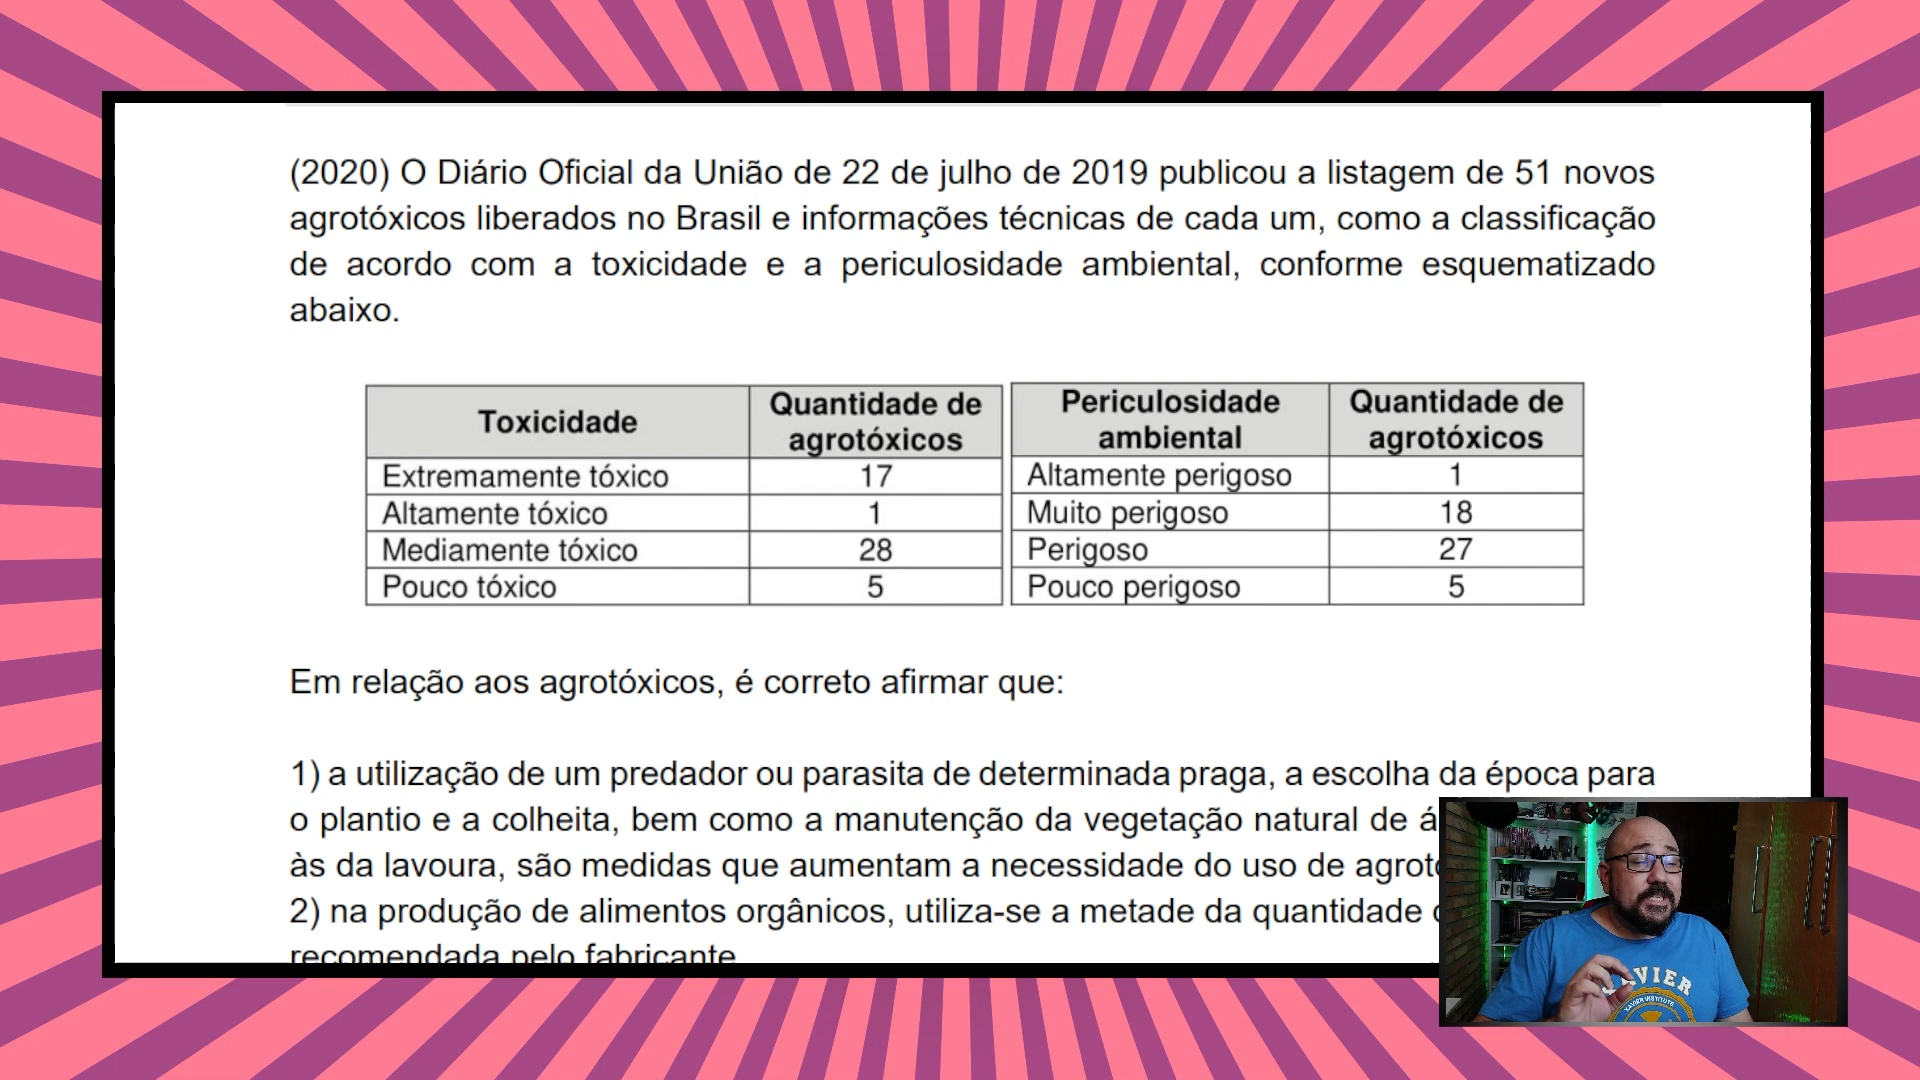 (2020) O Diário Oficial da União de 22 de julho de 2019 publicou a listagem de 51 novos
agrotóxicos liberados no Brasil e informações técnicas de cada um, como a classificação
de acordo com a toxicidade e a periculosidade ambiental, conforme esquematizado
abaixo.
Toxicidade Quantidade de agrotóxicos
Extremamente tóxico 17
Altamente tóxico 1
Mediamente tóxico 28
Pouco tóxico 5
Periculosidade ambiental Quantidade de agrotóxicos
Altamente perigoso 1
Muito perigoso 18
Perigoso 27
Pouco perigoso 5
Em relação aos agrotóxicos, é correto afirmar que:
1) a utilização de um predador ou parasita de determinada praga, a escolha da época para
o plantio e a colheita, bem como a manutenção da vegetação natural de
às da lavoura, são medidas que aumentam a necessidade do uso de
2) na produção de alimentos orgânicos, utiliza-se a metade da quantidade
recomendada pelo fabricante
XAVIER
XAVIER INSTITUTE